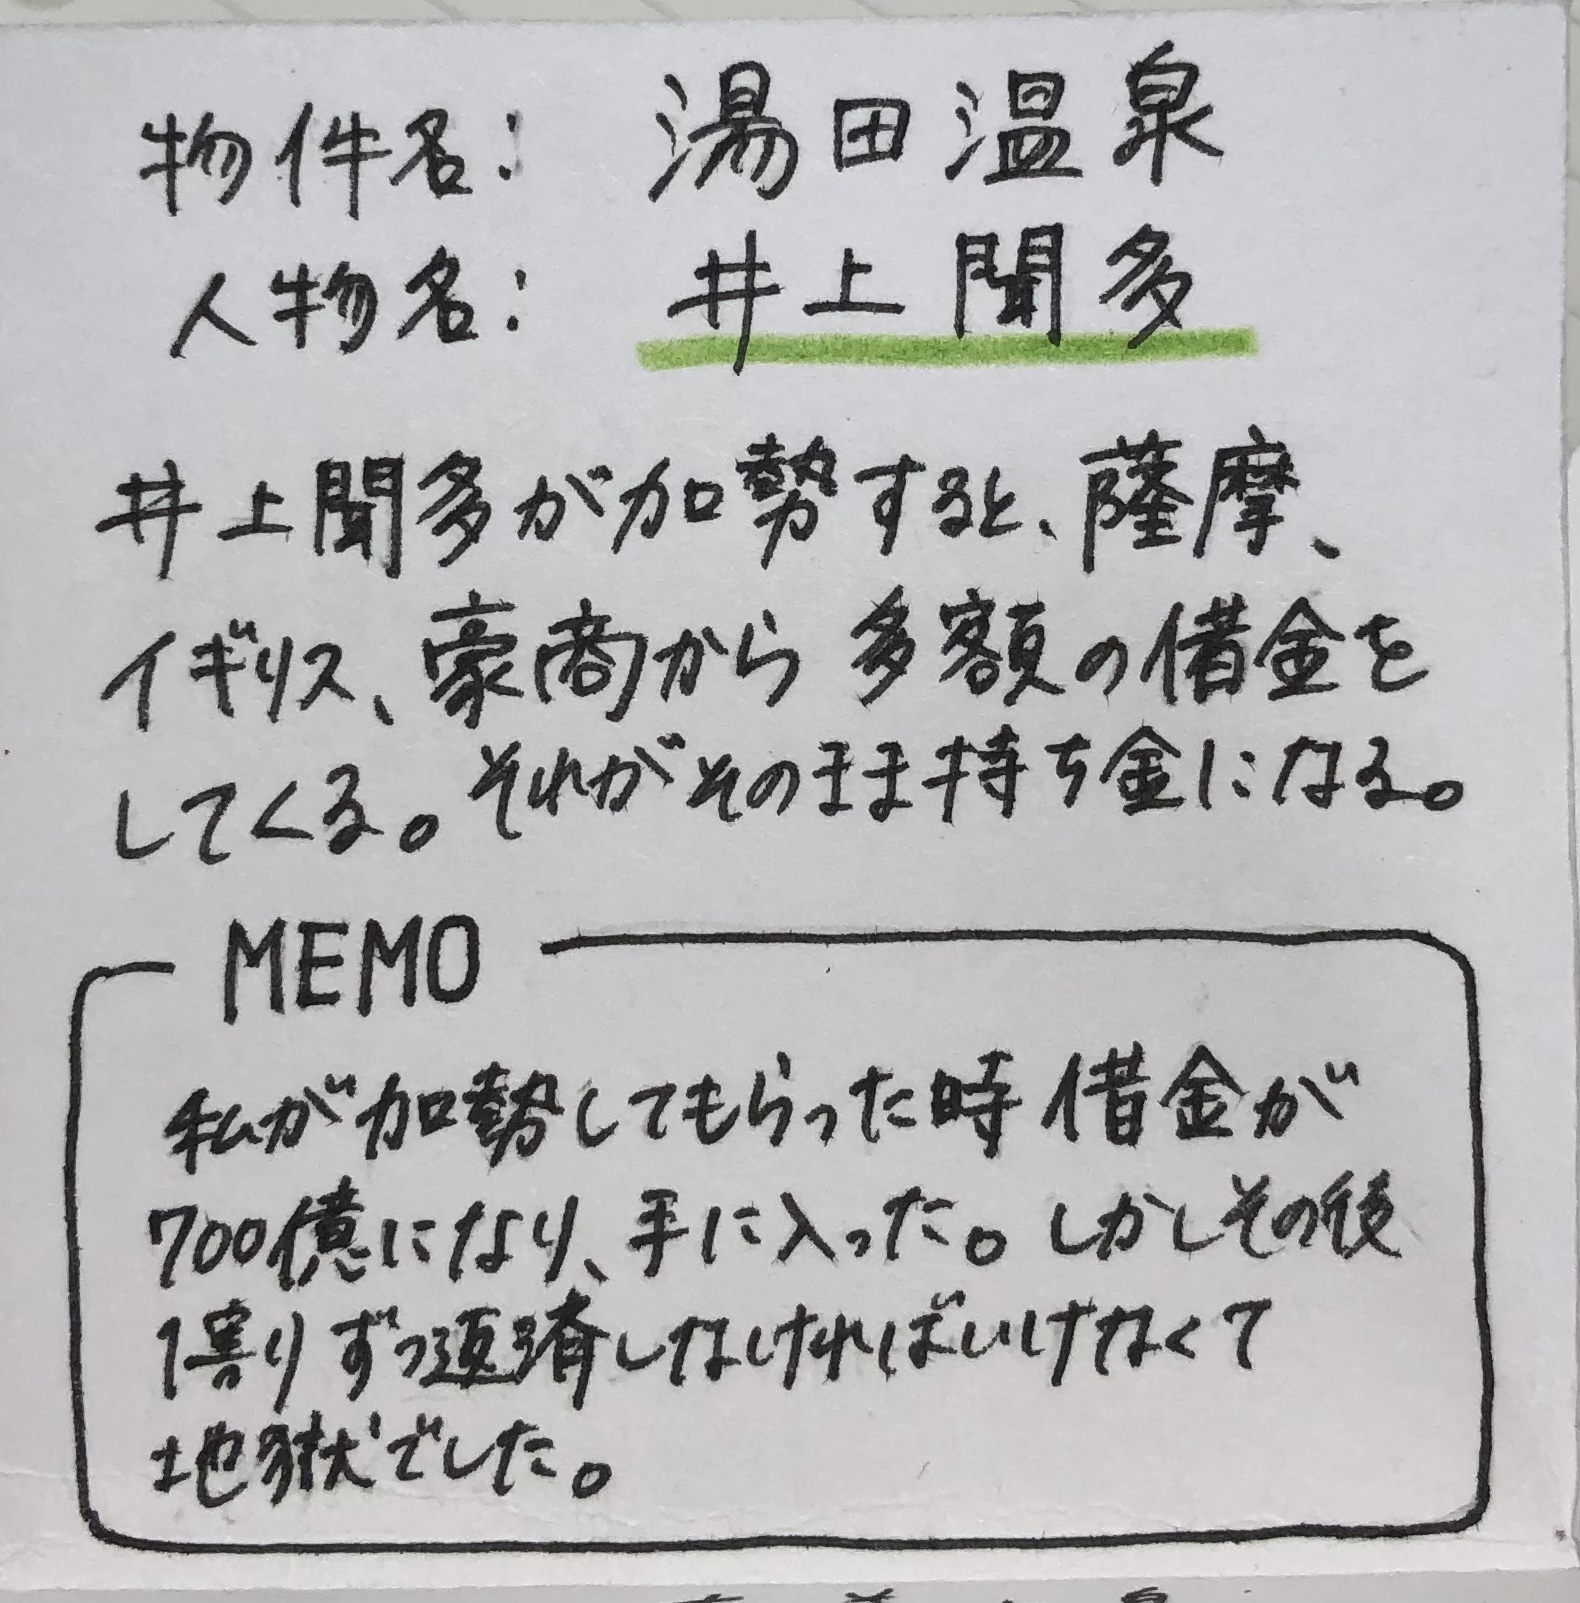 物件名: 湯田温泉
人物名: 井上聞多
井上聞多が加勢すると、薩摩、
イギリス、豪商から多額の借金を
してくる。それがそのまま持ち金になる。
MEMO
私が加勢してもらった時借金が
700億になり、手に入った。しかしその後
1割りずつ返済しなければいけなくて
地獄でした。